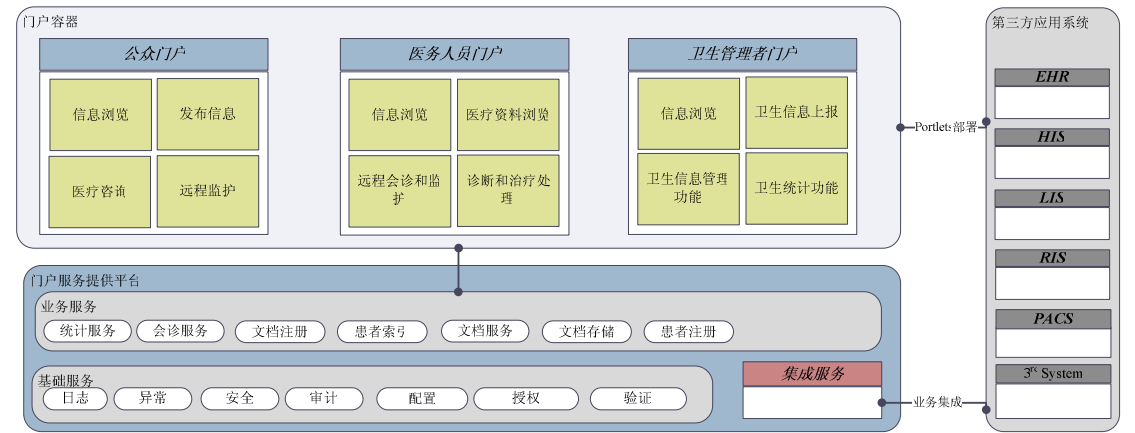 门户容器
公众门户
信息浏览
发布信息
医疗咨询
远程监护
医务人员门户
信息浏览
医疗资料浏览
远程会诊和监
护
诊断和治疗处
理
卫生管理者门户
信息浏览
卫生信息上报
卫生信息管理
功能
卫生统计功能
Portlets部署
门户服务提供平台
业务服务
统计服务
会诊服务
文档注册
患者索引
文档服务
文档存储
患者注册
基础服务
日志
异常
安全
审计
配置
授权
验证
集成服务
业务集成
第三方应用系统
EHR
HIS
LIS
RIS
PACS
3rc System